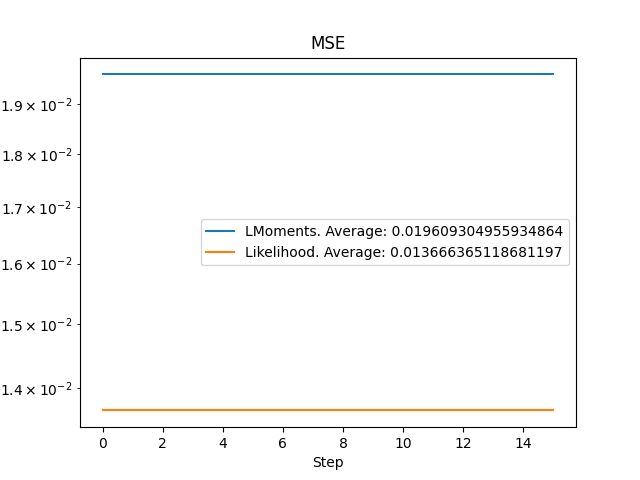 MSE
1.9 × 10⁻²
1.8 × 10⁻²
1.7 × 10⁻²
1.6 × 10⁻²
1.5 × 10⁻²
1.4 × 10⁻²
LMoments. Average: 0.019609304955934864
Likelihood. Average: 0.013666365118681197
0 2 4 6 8 10 12 14
Step